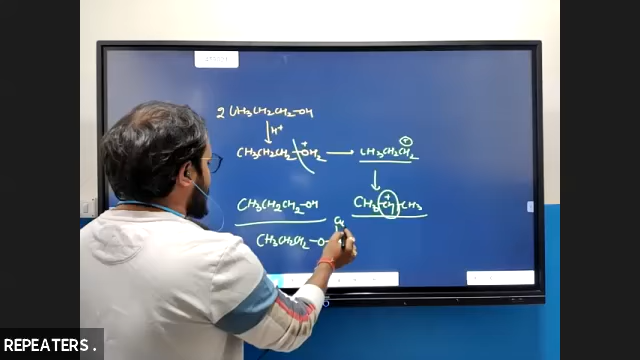 2 CH3CH2CH2-OH
H+
CH3CH2CH2-OH2 + → CH3CH2CH2 +
CH3CH2CH2-OH CH3-CH-CH3 +
CH3CH2CH2-O-
REPEATERS .